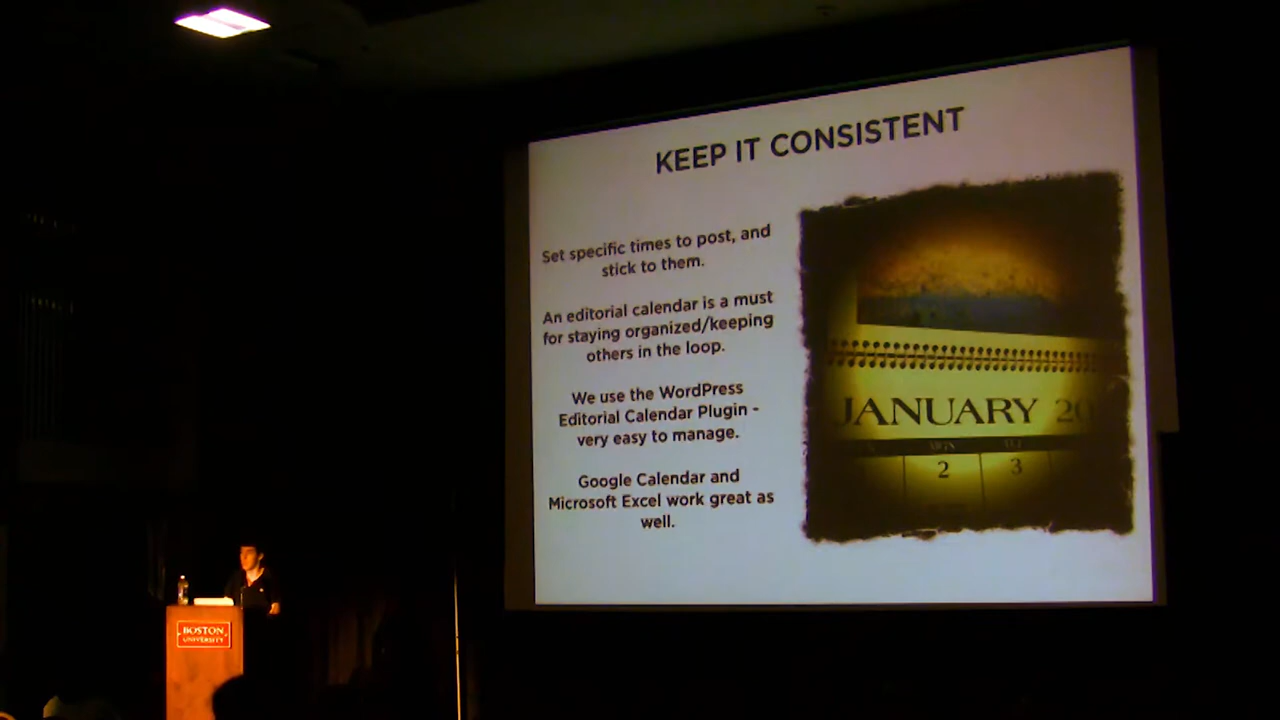 KEEP IT CONSISTENT
Set specific times to post, and
stick to them.
An editorial calendar is a must
for staying organized/keeping
others in the loop.
We use the WordPress
Editorial Calendar Plugin -
very easy to manage.
Google Calendar and
Microsoft Excel work great as
well.
JANUARY 20
MON
2 3
BOSTON
UNIVERSITY